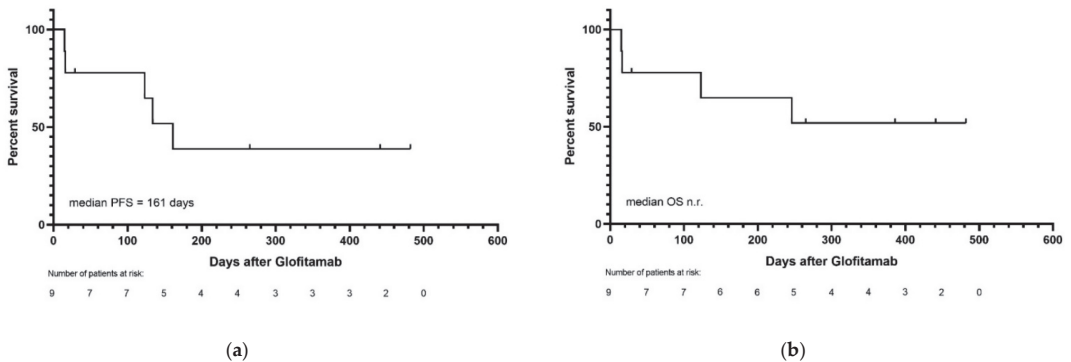 100
50
0
Percent survival
median PFS = 161 days
0 100 200 300 400 500 600
Days after Glofitamab
Number of patients at risk:
9 7 7 5 4 4 3 3 3 2 0
(a)
100
50
0
Percent survival
median OS n.r.
0 100 200 300 400 500 600
Days after Glofitamab
Number of patients at risk:
9 7 7 6 6 5 4 4 3 2 0
(b)